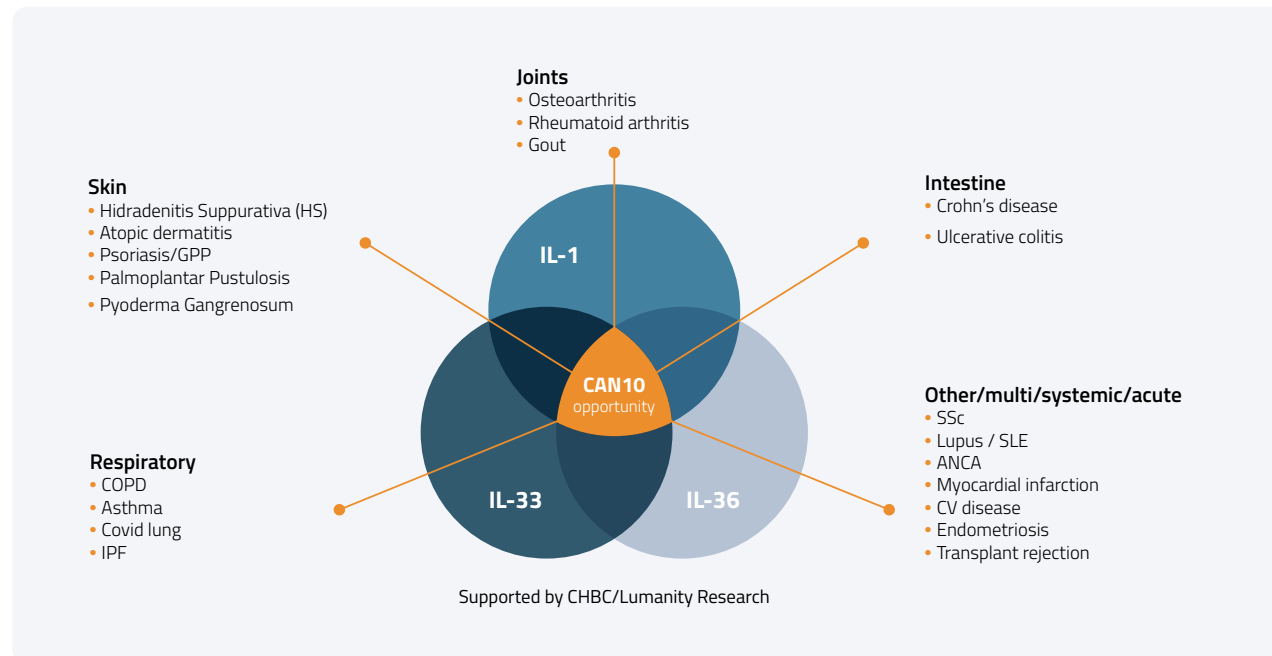 Joints
• Osteoarthritis
• Rheumatoid arthritis
• Gout
Skin
• Hidradenitis Suppurativa (HS)
• Atopic dermatitis
• Psoriasis/GPP
• Palmoplantar Pustulosis
• Pyoderma Gangrenosum
Intestine
• Crohn’s disease
• Ulcerative colitis
IL-1
CAN10
opportunity
IL-33
IL-36
Respiratory
• COPD
• Asthma
• Covid lung
• IPF
Other/multi/systemic/acute
• SSc
• Lupus / SLE
• ANCA
• Myocardial infarction
• CV disease
• Endometriosis
• Transplant rejection
Supported by CHBC/Lumanity Research